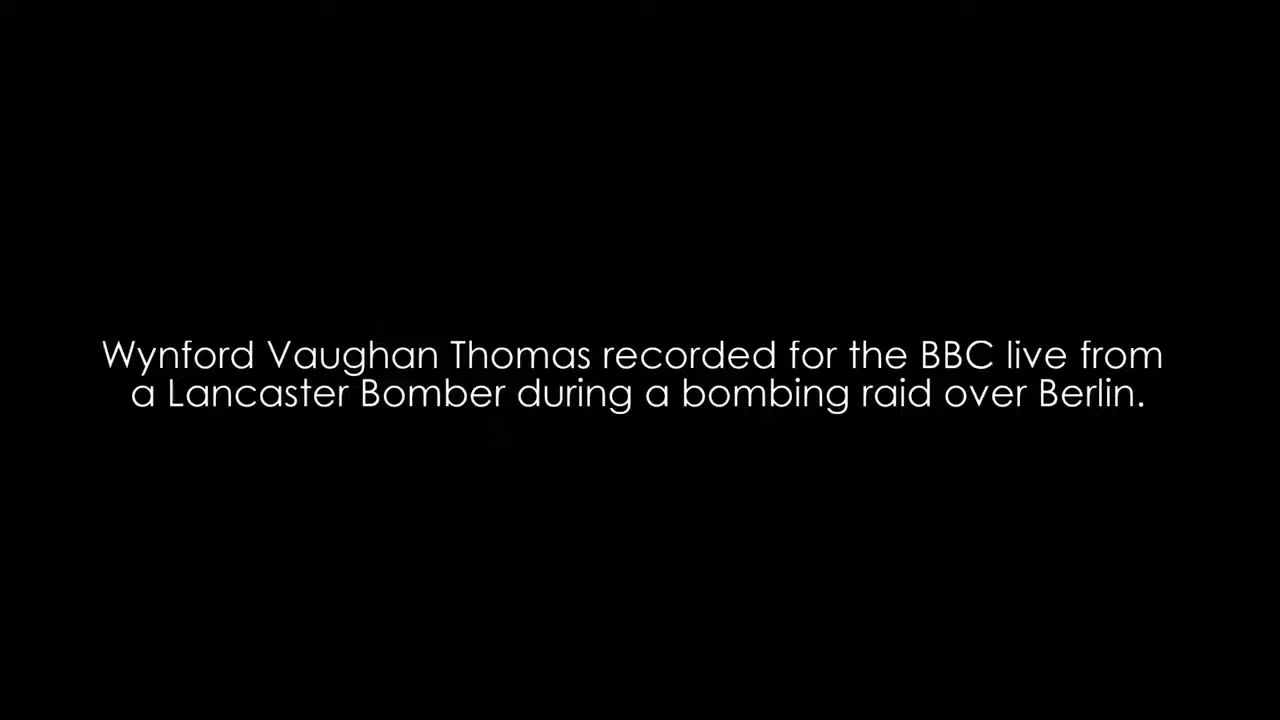 Wynford Vaughan Thomas recorded for the BBC live from
a Lancaster Bomber during a bombing raid over Berlin.